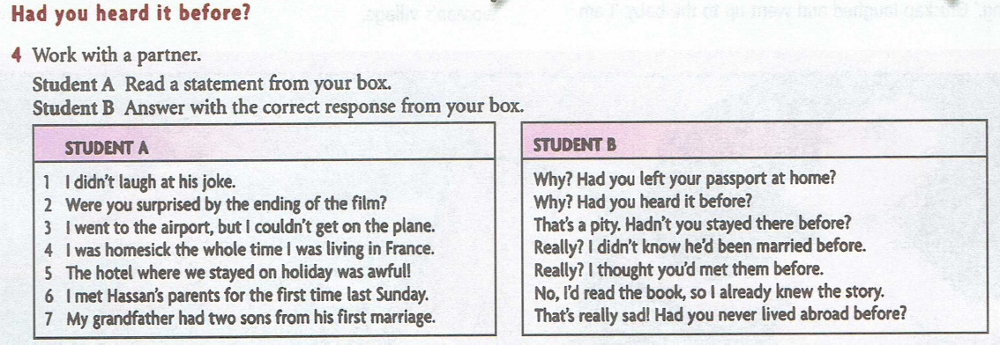 Had you heard it before?
4 Work with a partner.
Student A Read a statement from your box.
Student B Answer with the correct response from your box.
STUDENT A
1 I didn't laugh at his joke.
2 Were you surprised by the ending of the film?
3 I went to the airport, but I couldn't get on the plane.
4 I was homesick the whole time I was living in France.
5 The hotel where we stayed on holiday was awful!
6 I met Hassan's parents for the first time last Sunday.
7 My grandfather had two sons from his first marriage.
STUDENT B
Why? Had you left your passport at home?
Why? Had you heard it before?
That's a pity. Hadn't you stayed there before?
Really? I didn't know he'd been married before.
Really? I thought you'd met them before.
No, I'd read the book, so I already knew the story.
That's really sad! Had you never lived abroad before?